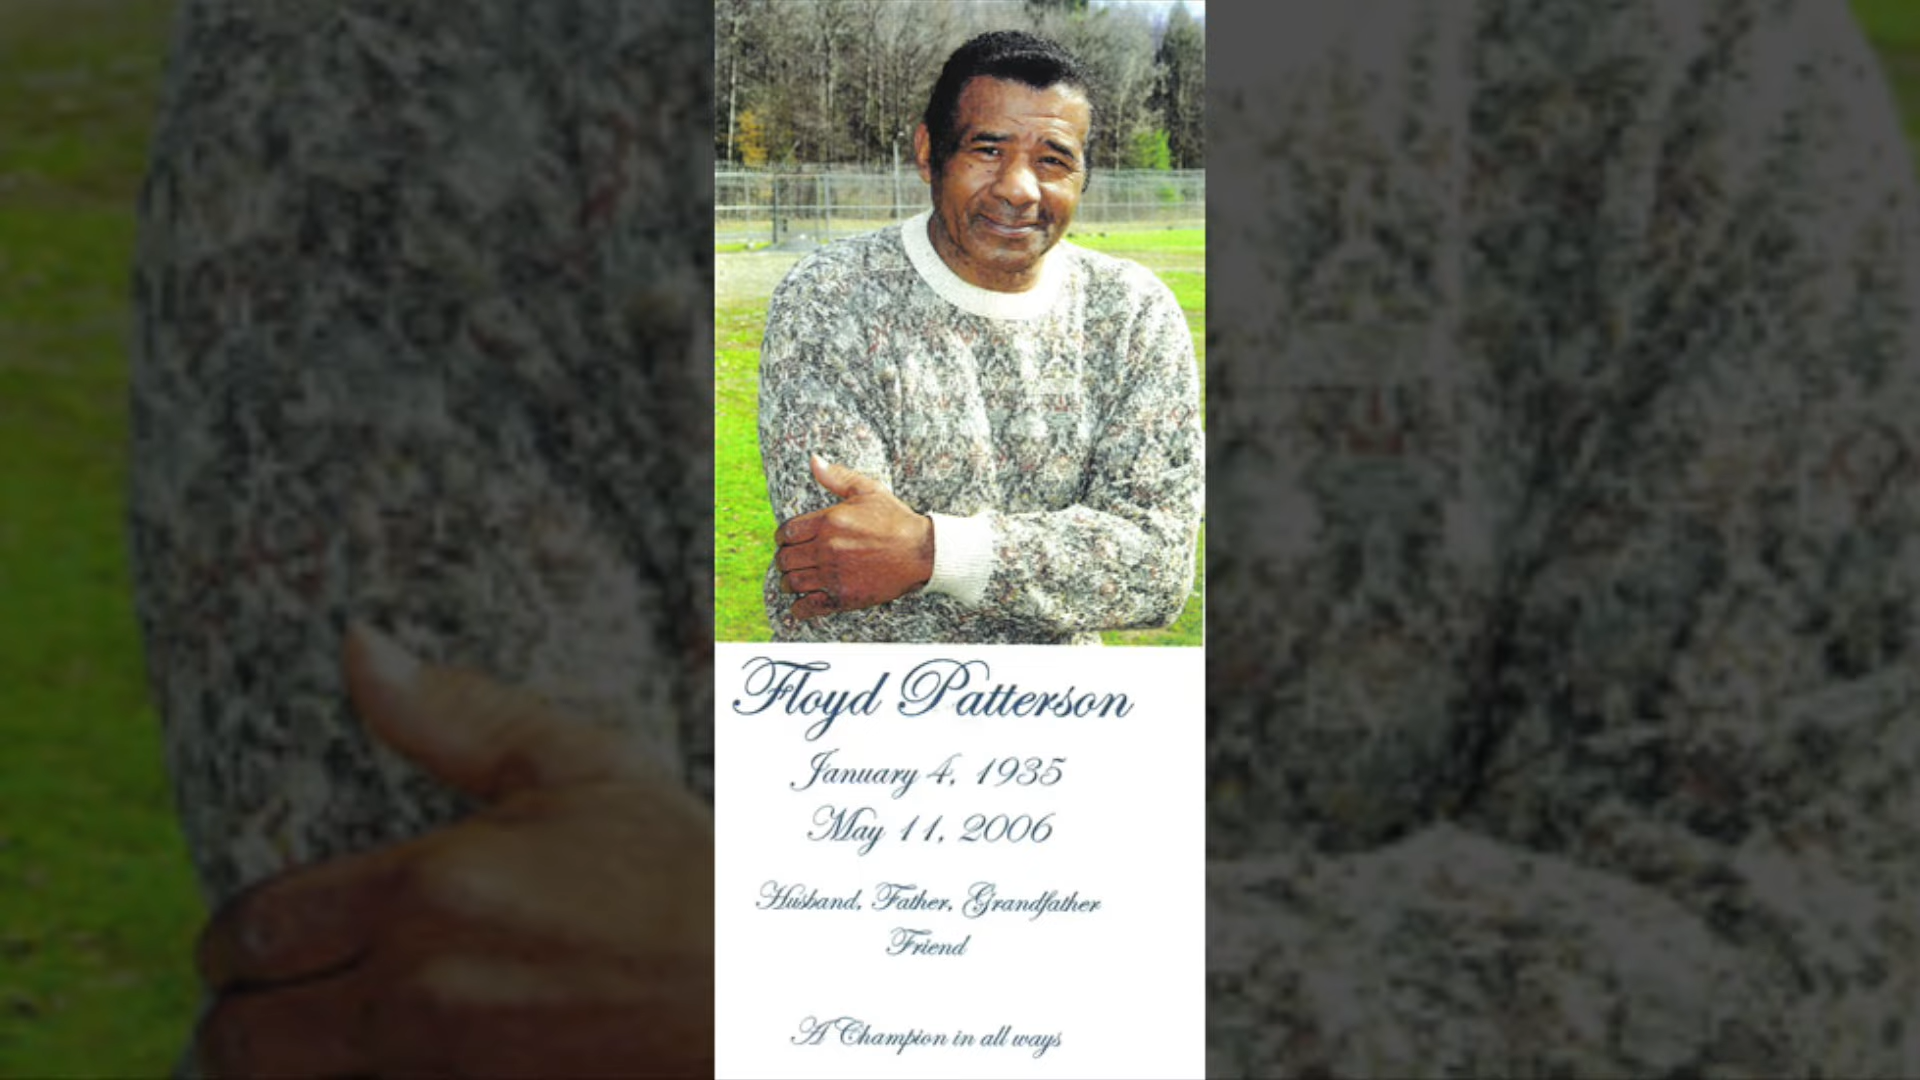 Floyd Patterson
January 4, 1935
May 11, 2006
Husband, Father, Grandfather
Friend
A Champion in all ways